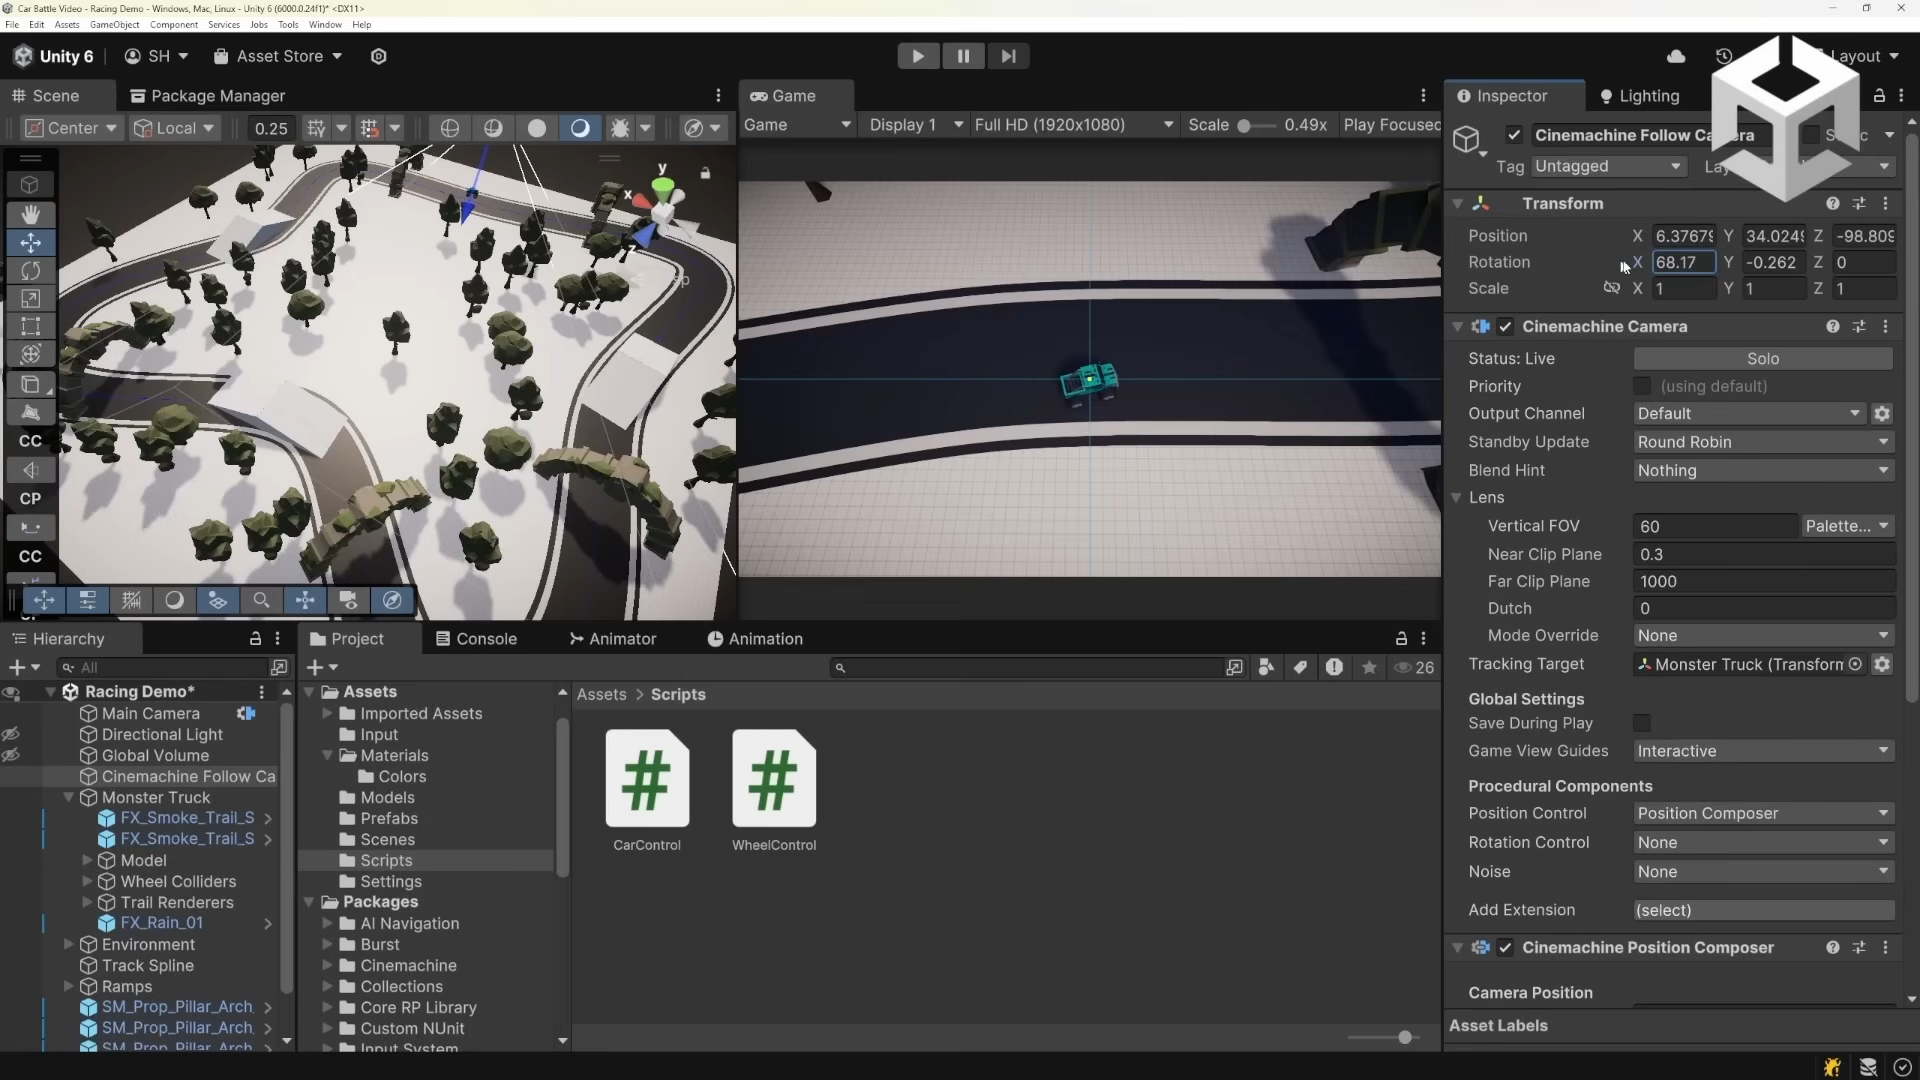 Car Battle Video - Racing Demo - Windows, Mac, Linux - Unity 6 (6000.0.24f1)* <DX11>
File Edit Assets GameObject Component Services Jobs Tools Window Help
Unity 6 SH Asset Store Layout
Scene Package Manager
Center Local 0.25
Game
Game Display 1 Full HD (1920x1080) Scale 0.49x Play Focused
Inspector Lighting
Cinemachine Follow Camera
Tag Untagged
Transform
Position X 6.3767 Y 34.024 Z -98.809
Rotation X 68.17 Y -0.262 Z 0
Scale X 1 Y 1 Z 1
Cinemachine Camera
Status: Live Solo
Priority (using default)
Output Channel Default
Standby Update Round Robin
Blend Hint Nothing
Lens
Vertical FOV 60 Palette...
Near Clip Plane 0.3
Far Clip Plane 1000
Dutch 0
Mode Override None
Tracking Target Monster Truck (Transform
Global Settings
Save During Play
Game View Guides Interactive
Procedural Components
Position Control Position Composer
Rotation Control None
Noise None
Add Extension (select)
Cinemachine Position Composer
Camera Position
Asset Labels
y
x
z
CC
CP
CC
Hierarchy
All
Racing Demo*
Main Camera
Directional Light
Global Volume
Cinemachine Follow Ca
Monster Truck
FX_Smoke_Trail_S
FX_Smoke_Trail_S
Model
Wheel Colliders
Trail Renderers
FX_Rain_01
Environment
Track Spline
Ramps
SM_Prop_Pillar_Arch
SM_Prop_Pillar_Arch
SM_Prop_Pillar_Arch
Project Console Animator Animation
26
Assets
Imported Assets
Input
Materials
Colors
Models
Prefabs
Scenes
Scripts
Settings
Packages
AI Navigation
Burst
Cinemachine
Collections
Core RP Library
Custom NUnit
Input System
Assets > Scripts
CarControl WheelControl